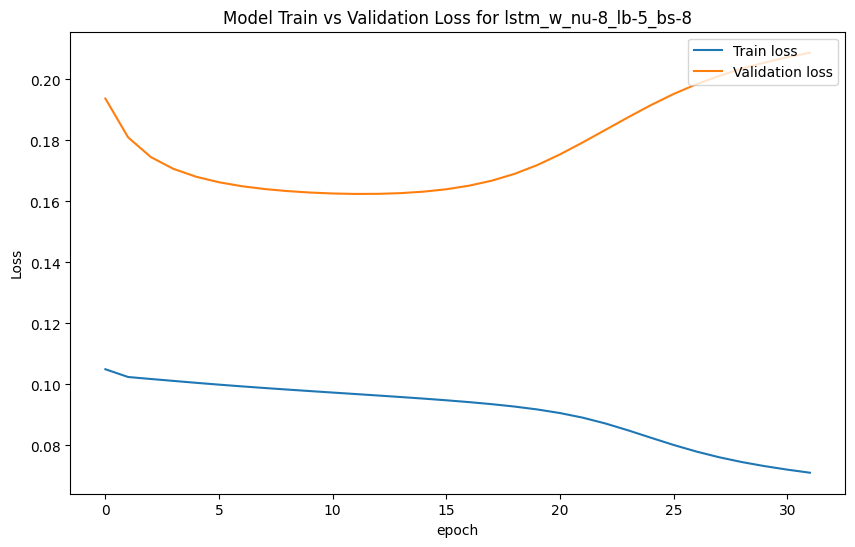 Model Train vs Validation Loss for lstm_w_nu-8_lb-5_bs-8
Train loss
Validation loss
0.20
0.18
0.16
0.14
0.12
0.10
0.08
Loss
0
5
10
15
20
25
30
epoch